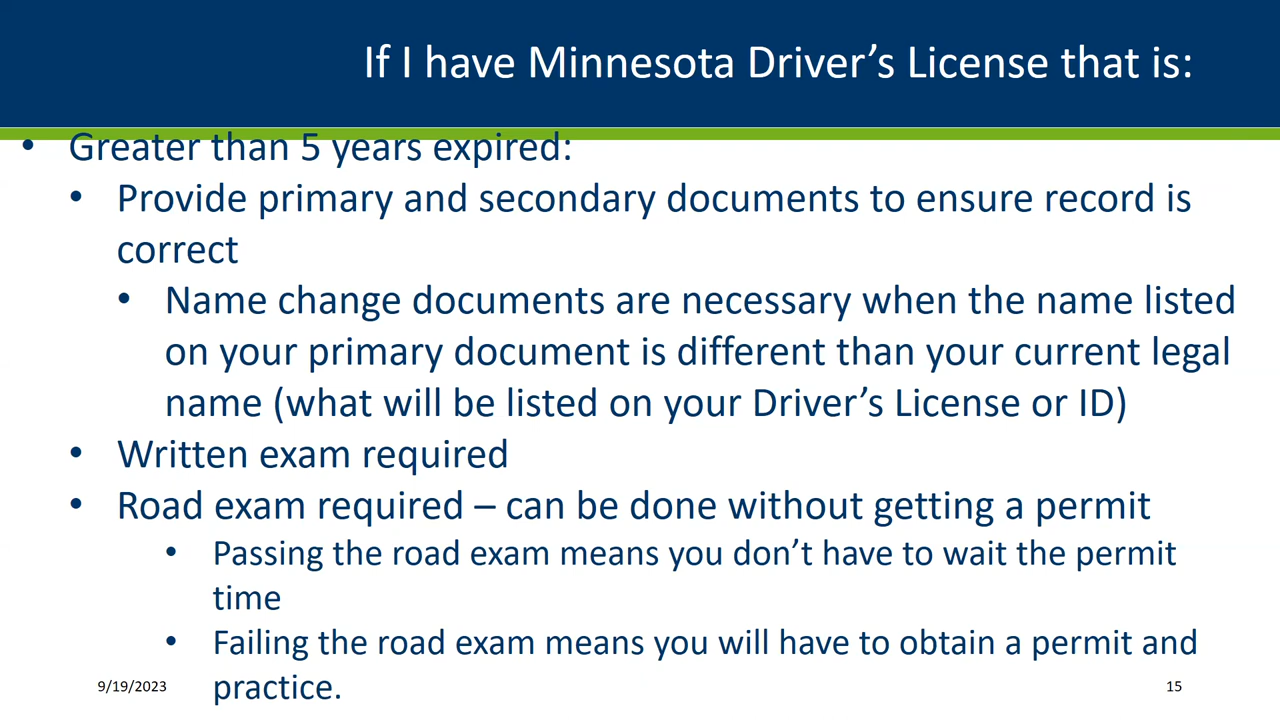 If I have Minnesota Driver’s License that is:
• Greater than 5 years expired:
• Provide primary and secondary documents to ensure record is
correct
• Name change documents are necessary when the name listed
on your primary document is different than your current legal
name (what will be listed on your Driver’s License or ID)
• Written exam required
• Road exam required – can be done without getting a permit
• Passing the road exam means you don’t have to wait the permit
time
• Failing the road exam means you will have to obtain a permit and
practice.
9/19/2023
15